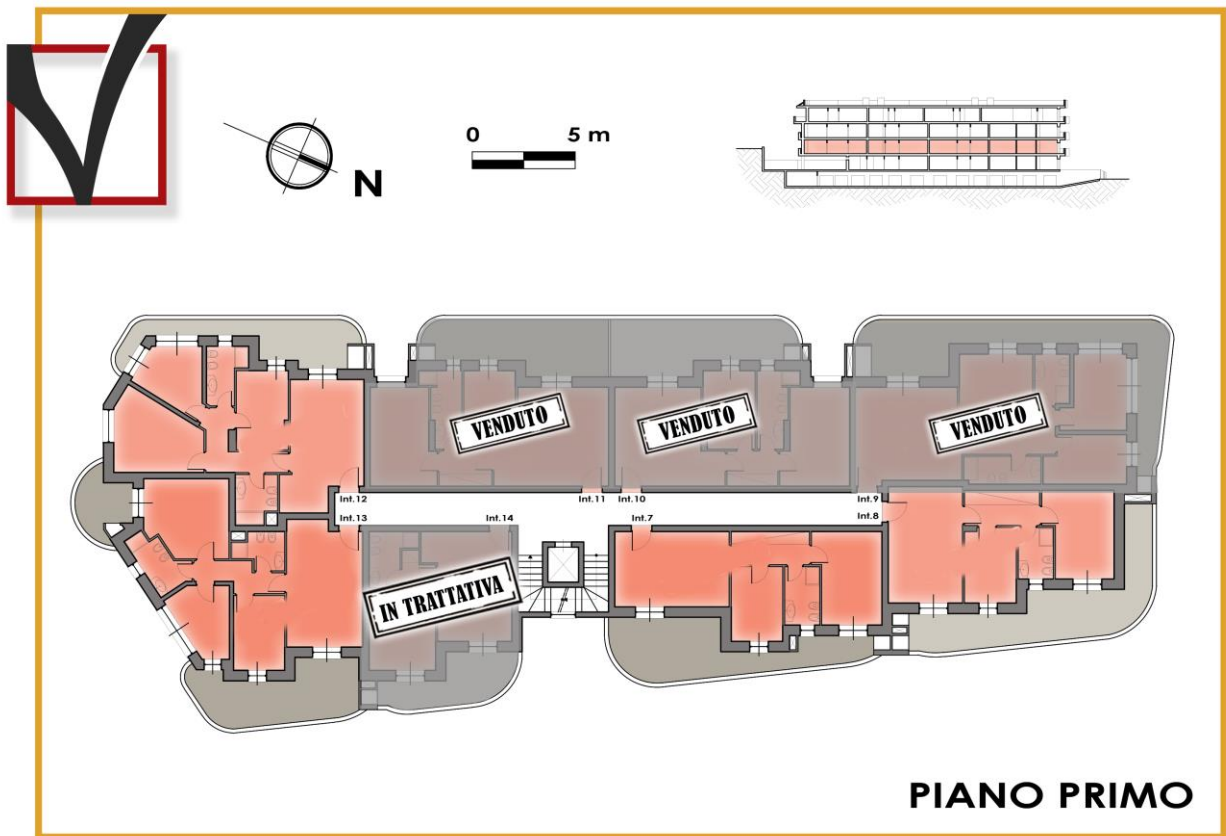 0 5 m
N
VENDUTO
VENDUTO
VENDUTO
Int.12
Int.11
Int.10
Int.9
Int.13
Int.14
Int.7
Int.8
IN TRATTATIVA
PIANO PRIMO